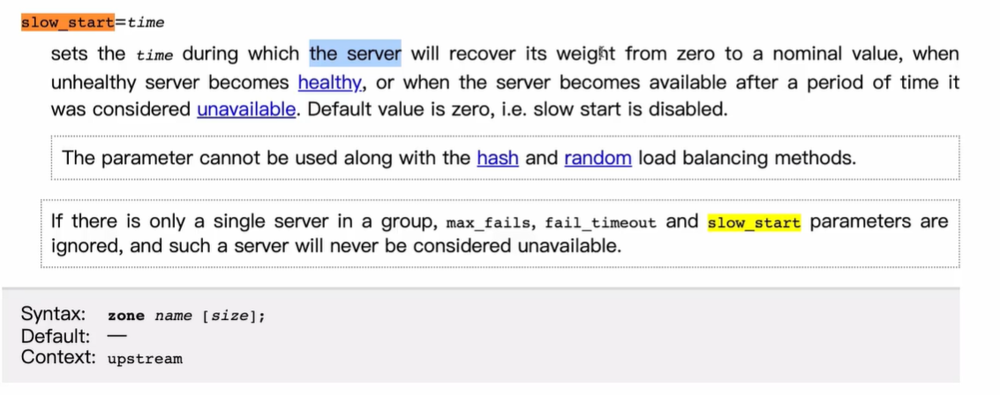 slow_start=time
sets the time during which the server will recover its weight from zero to a nominal value, when
unhealthy server becomes healthy, or when the server becomes available after a period of time it
was considered unavailable. Default value is zero, i.e. slow start is disabled.
The parameter cannot be used along with the hash and random load balancing methods.
If there is only a single server in a group, max_fails, fail_timeout and slow_start parameters are
ignored, and such a server will never be considered unavailable.
Syntax: zone name [size];
Default: —
Context: upstream